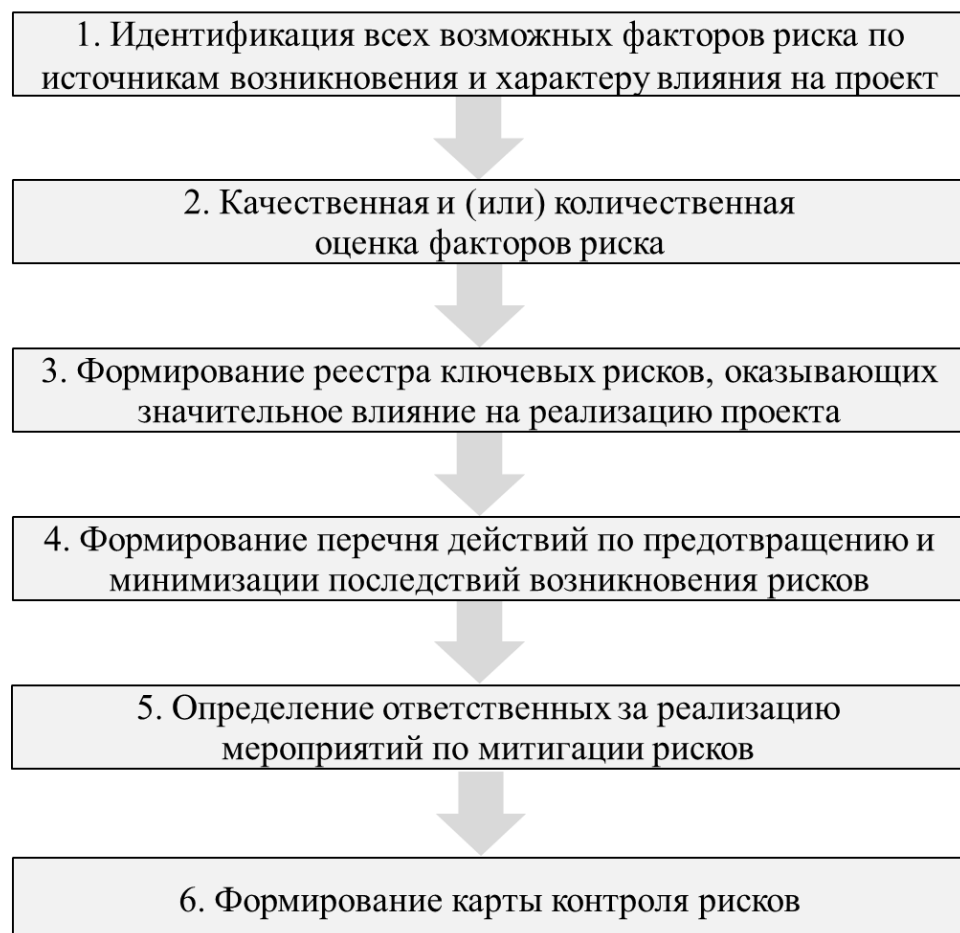 1. Идентификация всех возможных факторов риска по
источникам возникновения и характеру влияния на проект
2. Качественная и (или) количественная
оценка факторов риска
3. Формирование реестра ключевых рисков, оказывающих
значительное влияние на реализацию проекта
4. Формирование перечня действий по предотвращению и
минимизации последствий возникновения рисков
5. Определение ответственных за реализацию
мероприятий по митигации рисков
6. Формирование карты контроля рисков